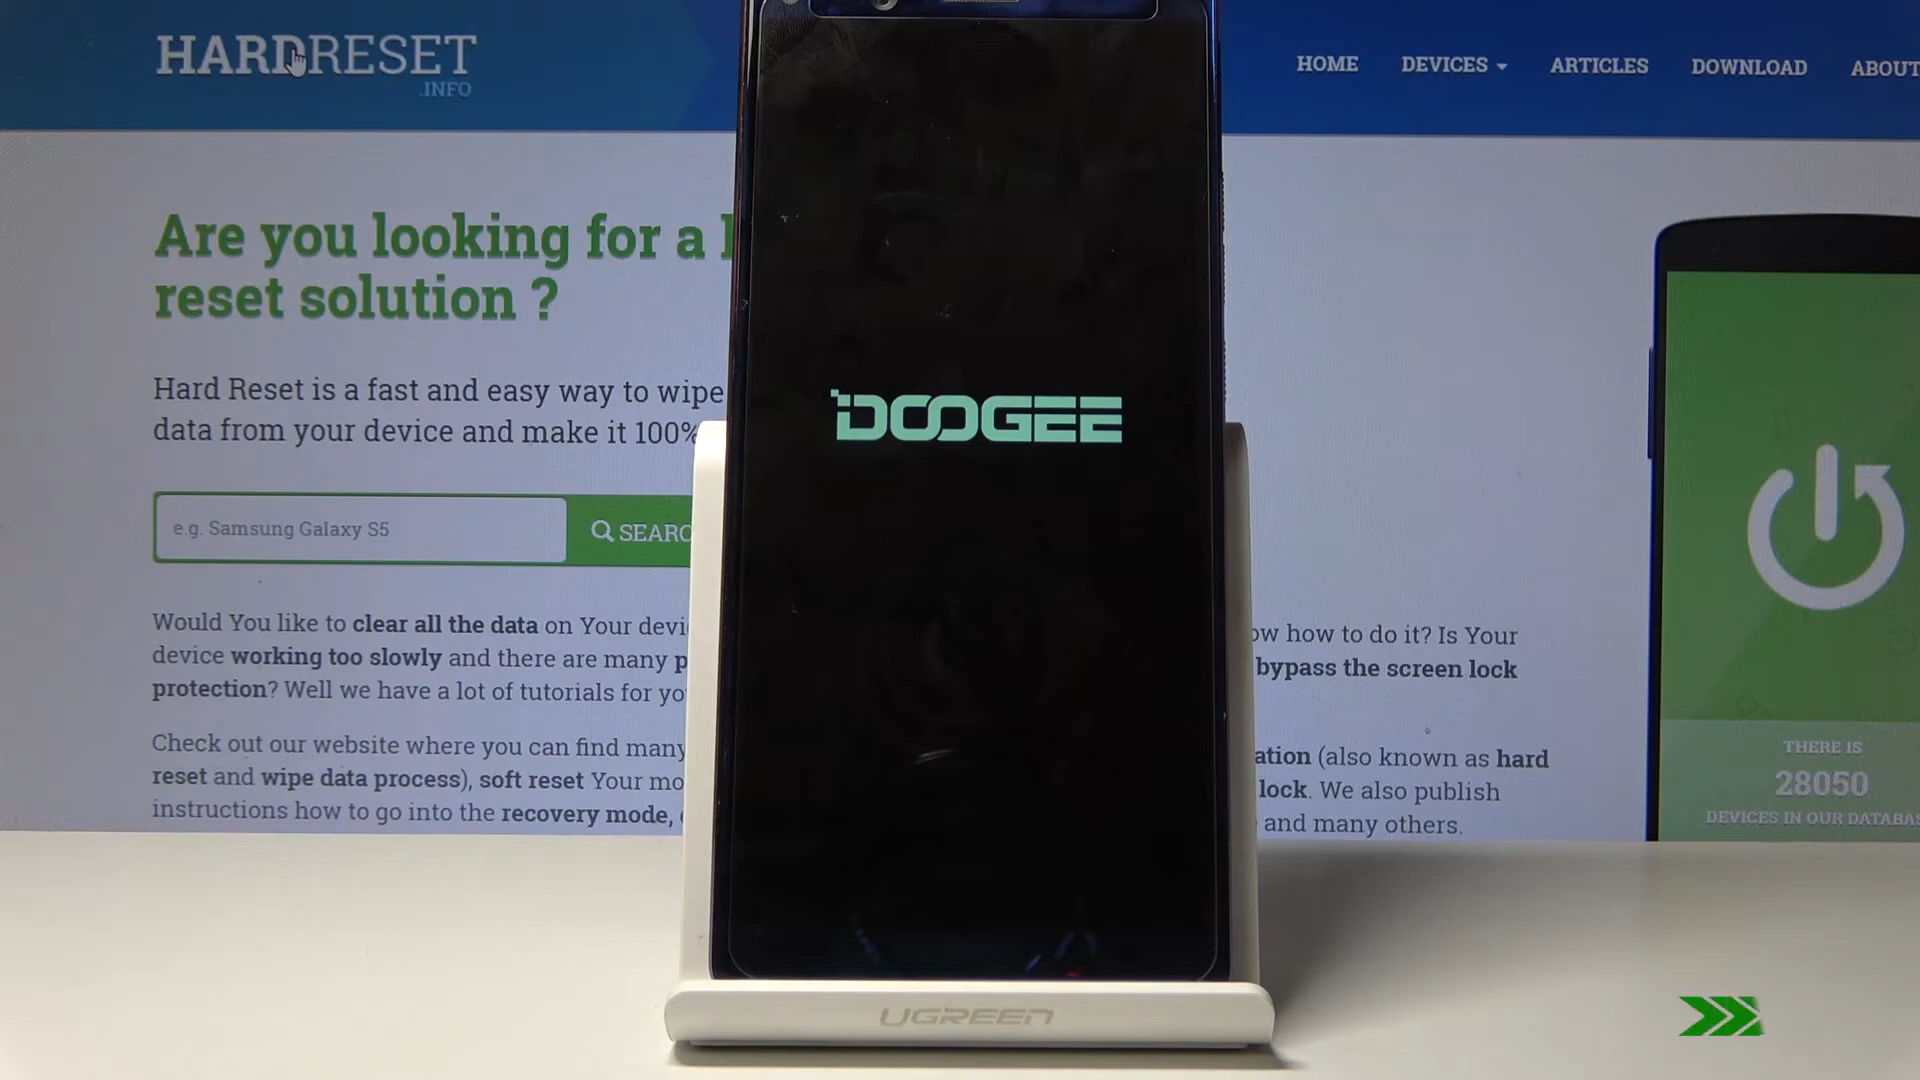 HARDRESET
.INFO
HOME DEVICES ARTICLES DOWNLOAD ABOUT
Are you looking for a
reset solution ?
Hard Reset is a fast and easy way to wipe
data from your device and make it 100%
e.g. Samsung Galaxy S5
SEARC
Would You like to clear all the data on Your devi
device working too slowly and there are many p
protection? Well we have a lot of tutorials for yo
Check out our website where you can find many
reset and wipe data process), soft reset Your mo
instructions how to go into the recovery mode,
DOOGEE
ow how to do it? Is Your
bypass the screen lock
ation (also known as hard
lock. We also publish
and many others.
THERE IS
28050
DEVICES IN OUR DATABAS
UGREEN